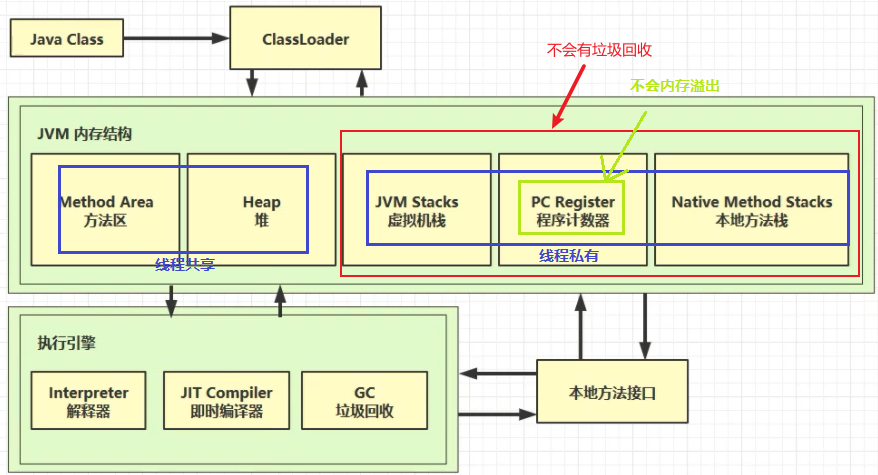 Java Class
ClassLoader
不会有垃圾回收
不会内存溢出
JVM 内存结构
Method Area
方法区
Heap
堆
JVM Stacks
虚拟机栈
PC Register
程序计数器
Native Method Stacks
本地方法栈
线程共享
线程私有
执行引擎
Interpreter
解释器
JIT Compiler
即时编译器
GC
垃圾回收
本地方法接口